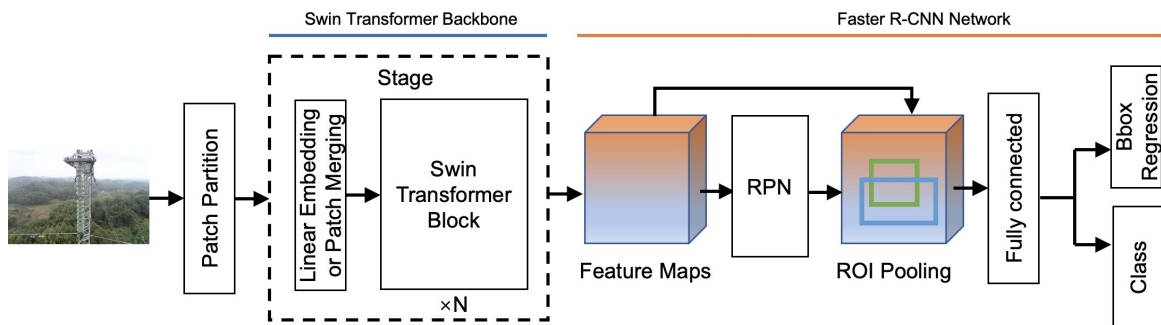 Swin Transformer Backbone
Faster R-CNN Network
Stage
Patch Partition
Linear Embedding
or Patch Merging
Swin
Transformer
Block
×N
Feature Maps
RPN
ROI Pooling
Fully connected
Bbox
Regression
Class